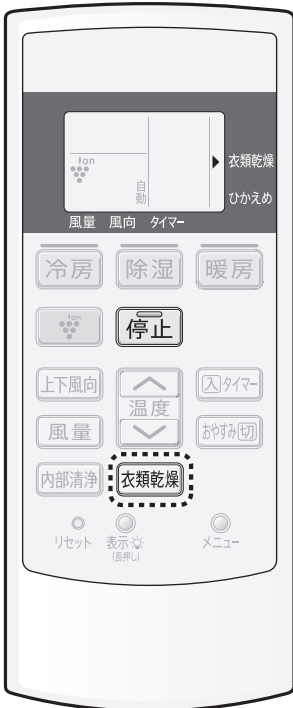 Ion
衣類乾燥
自動
ひかえめ
風量 風向 タイマー
冷房 除湿 暖房
Ion
停止
上下風向 温度 入タイマー
風量 おやすみ切
内部清浄 衣類乾燥
リセット 表示 メニュー
(長押し)